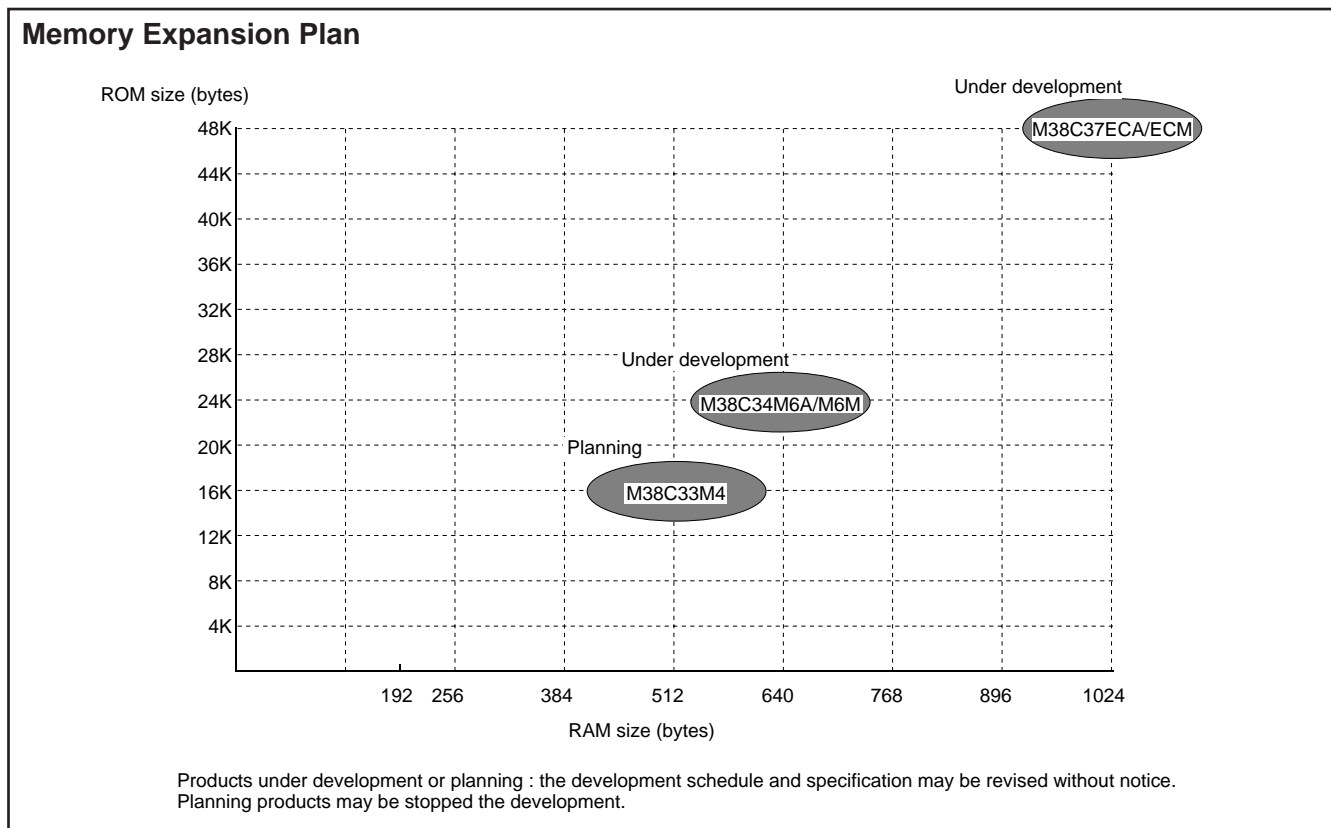 Memory Expansion Plan
ROM size (bytes)
Under development
48K
M38C37ECA/ECM
44K
40K
36K
32K
28K
Under development
24K
M38C34M6A/M6M
20K
Planning
16K
M38C33M4
12K
8K
4K
192 256 384 512 640 768 896 1024
RAM size (bytes)
Products under development or planning : the development schedule and specification may be revised without notice.
Planning products may be stopped the development.